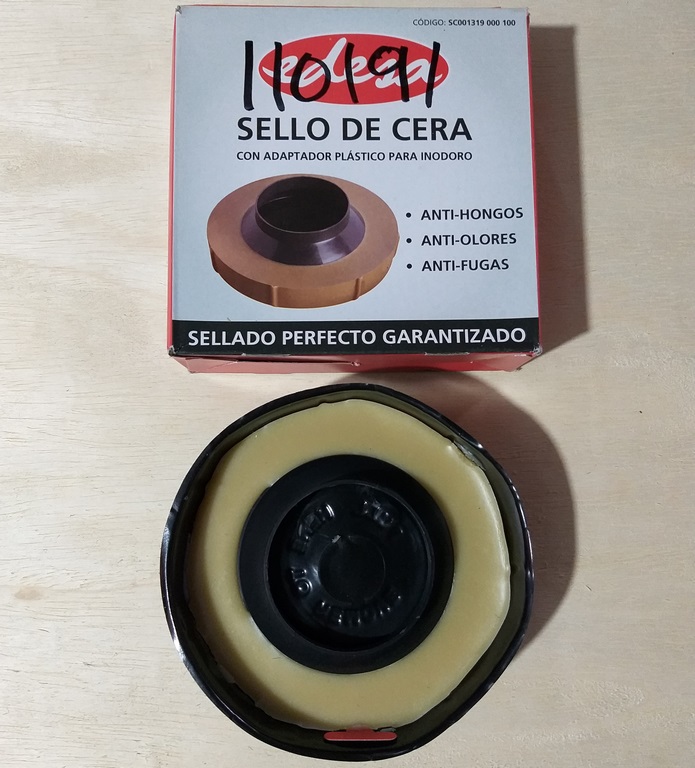 CÓDIGO: SC001319 000 100
edesa
110191
SELLO DE CERA
CON ADAPTADOR PLÁSTICO PARA INODORO
• ANTI-HONGOS
• ANTI-OLORES
• ANTI-FUGAS
SELLADO PERFECTO GARANTIZADO